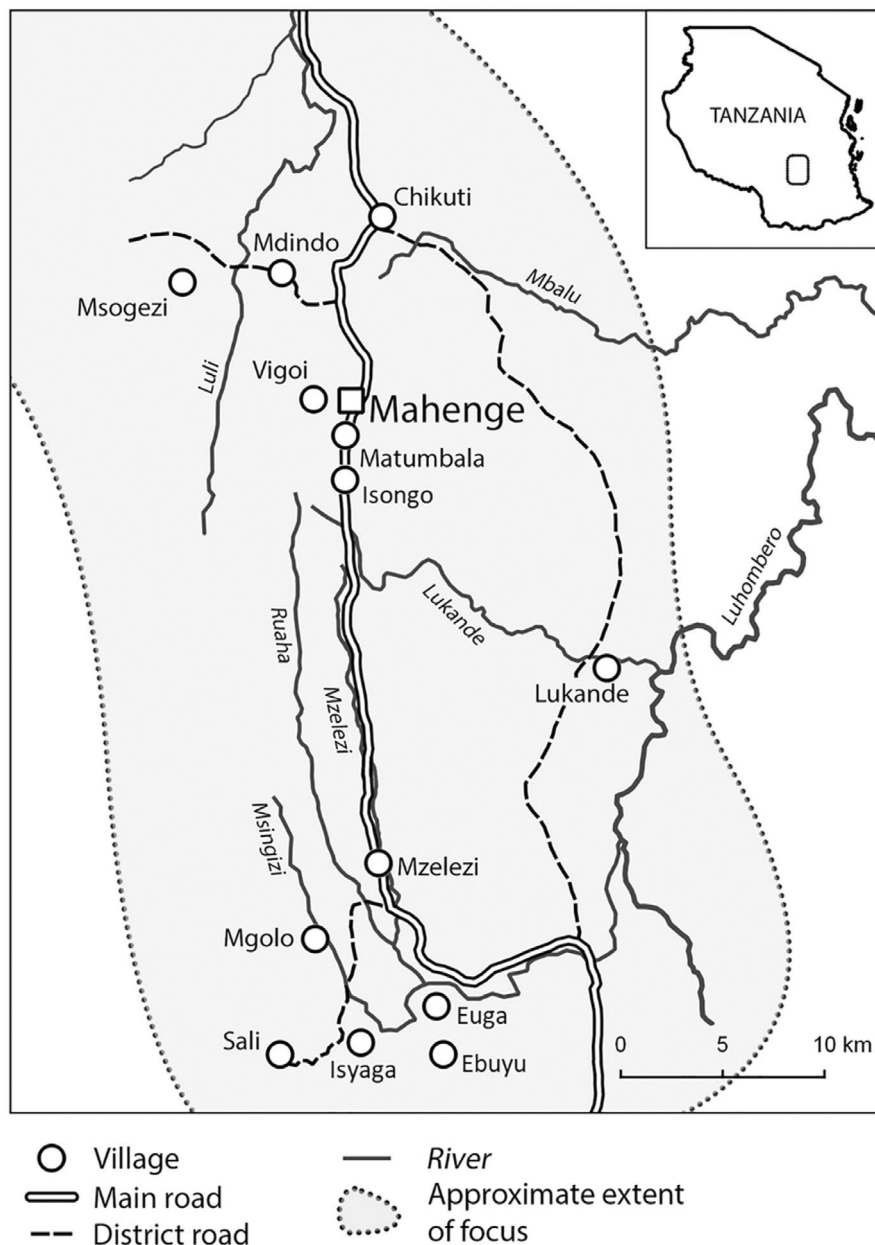 TANZANIA
Chikuti
Mdindo
Mbalu
Msogezi
Luli
Vigoi
Mahenge
Matumbala
Isongo
Luhombero
Lukande
Ruaha
Lukande
Mzelezi
Msingizi
Mzelezi
Mgolo
Euga
Sali
Isyaga
Ebuyu
0 5 10 km
Village
River
Main road
Approximate extent
of focus
District road